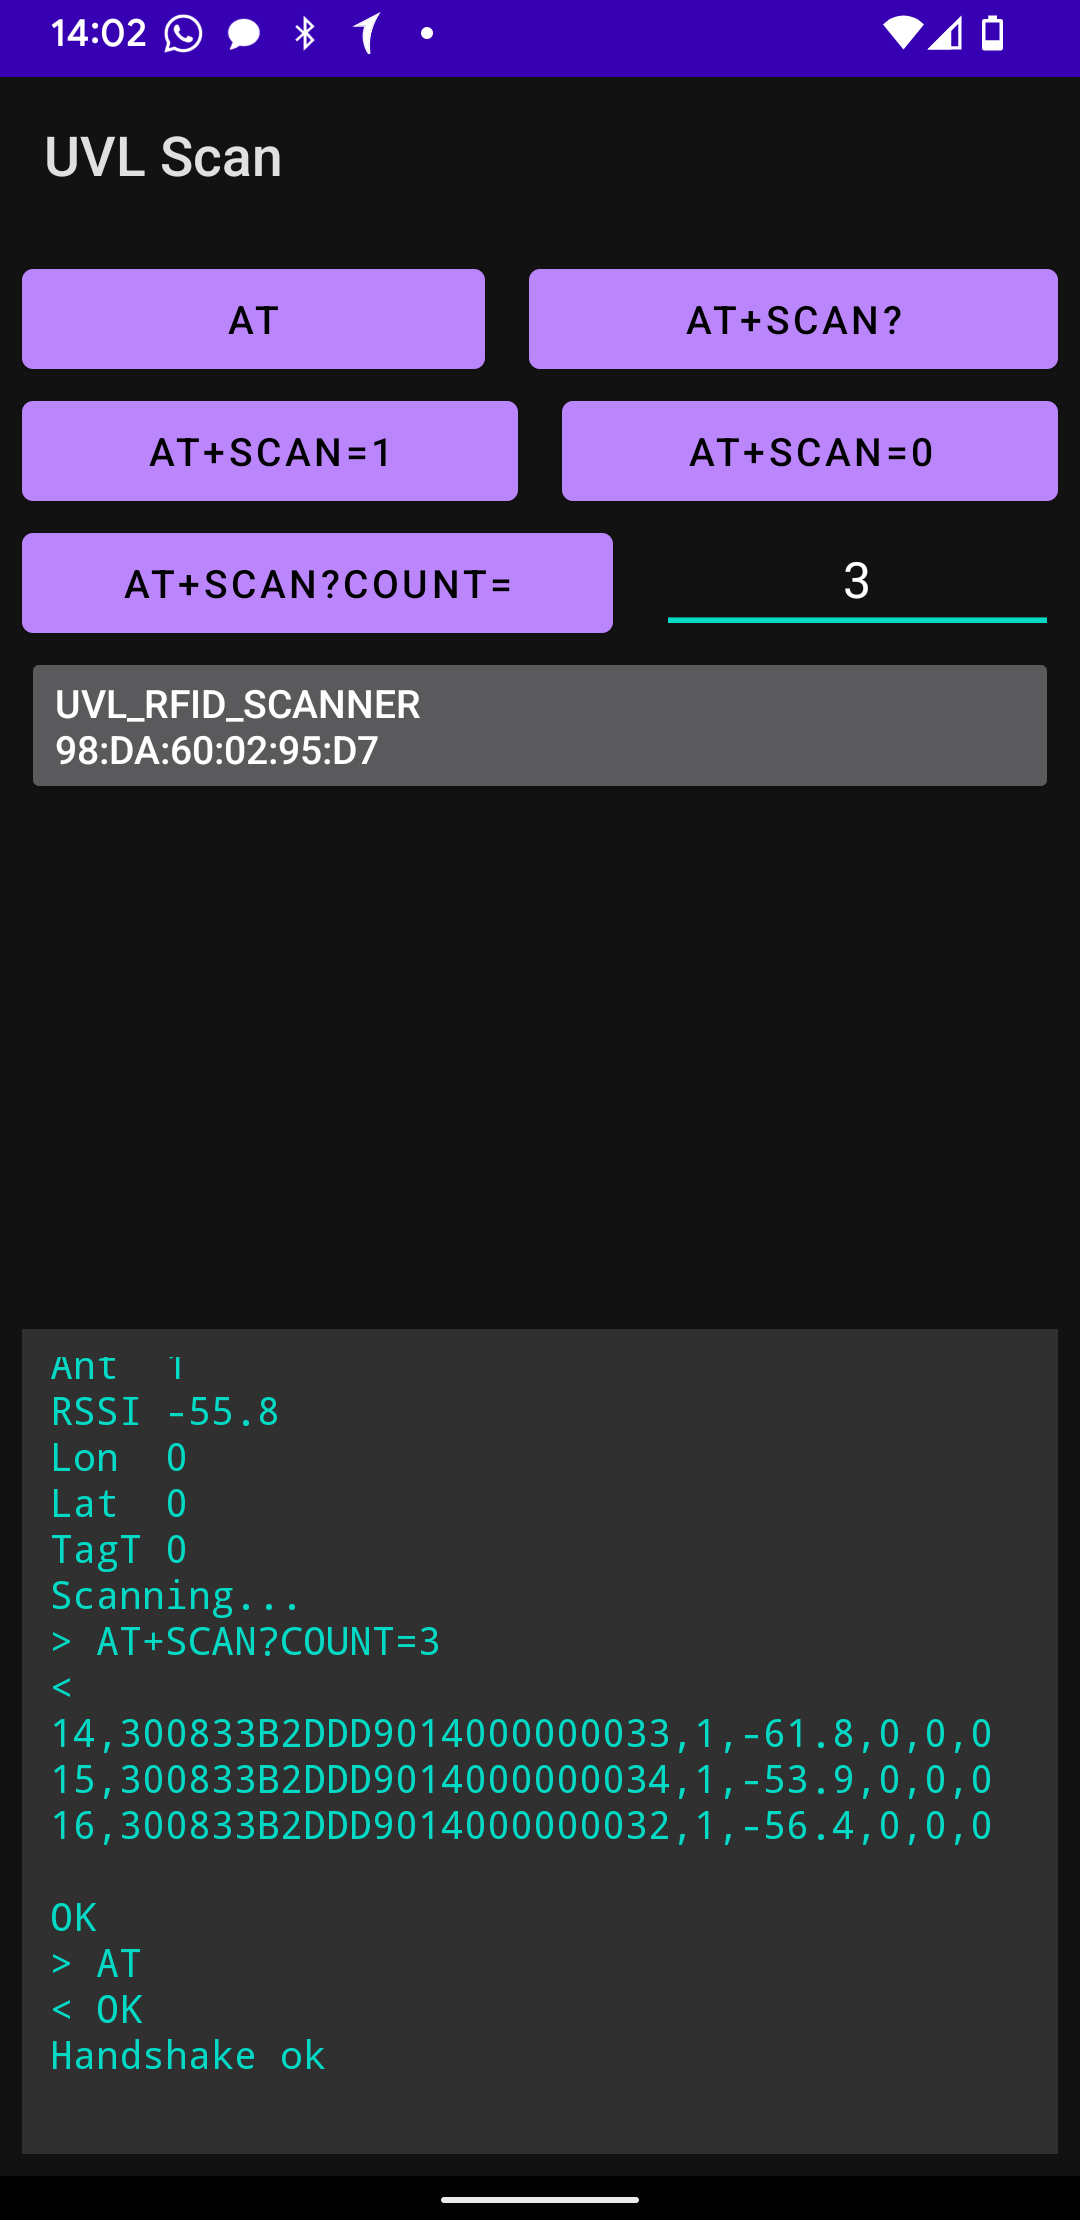 14:02
UVL Scan
AT
AT+SCAN?
AT+SCAN=1
AT+SCAN=0
AT+SCAN?COUNT=
3
UVL_RFID_SCANNER
98:DA:60:02:95:D7
Ant 1
RSSI -55.8
Lon 0
Lat 0
TagT 0
Scanning...
> AT+SCAN?COUNT=3
<
14,300833B2DDD9014000000033,1,-61.8,0,0,0
15,300833B2DDD9014000000034,1,-53.9,0,0,0
16,300833B2DDD9014000000032,1,-56.4,0,0,0
OK
> AT
< OK
Handshake ok